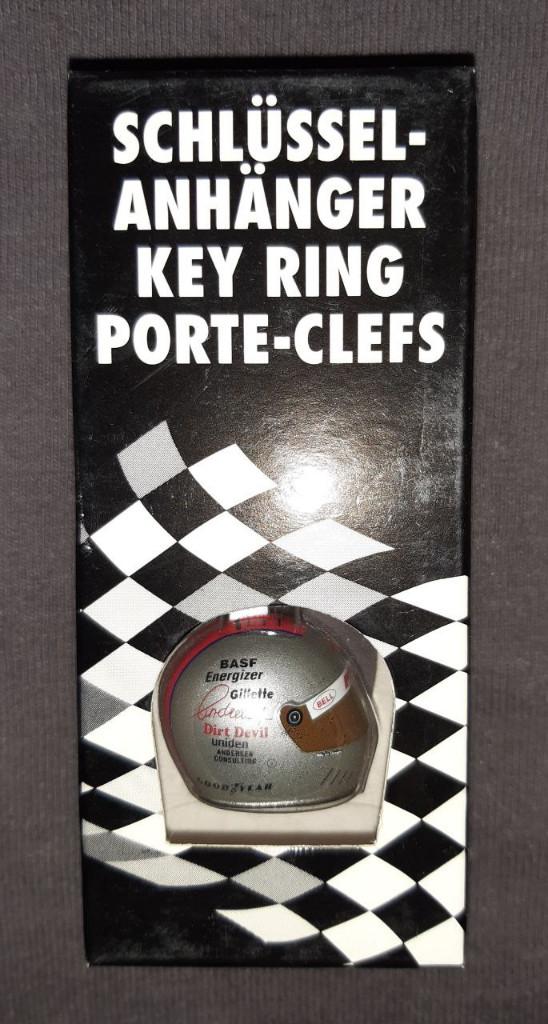 SCHLÜSSEL-
ANHÄNGER
KEY RING
PORTE-CLEFS
BASF
Energizer
Gillette
Dirt Devil
uniden
ANDERSEN
CONSULTING
BELL
GOODYEAR